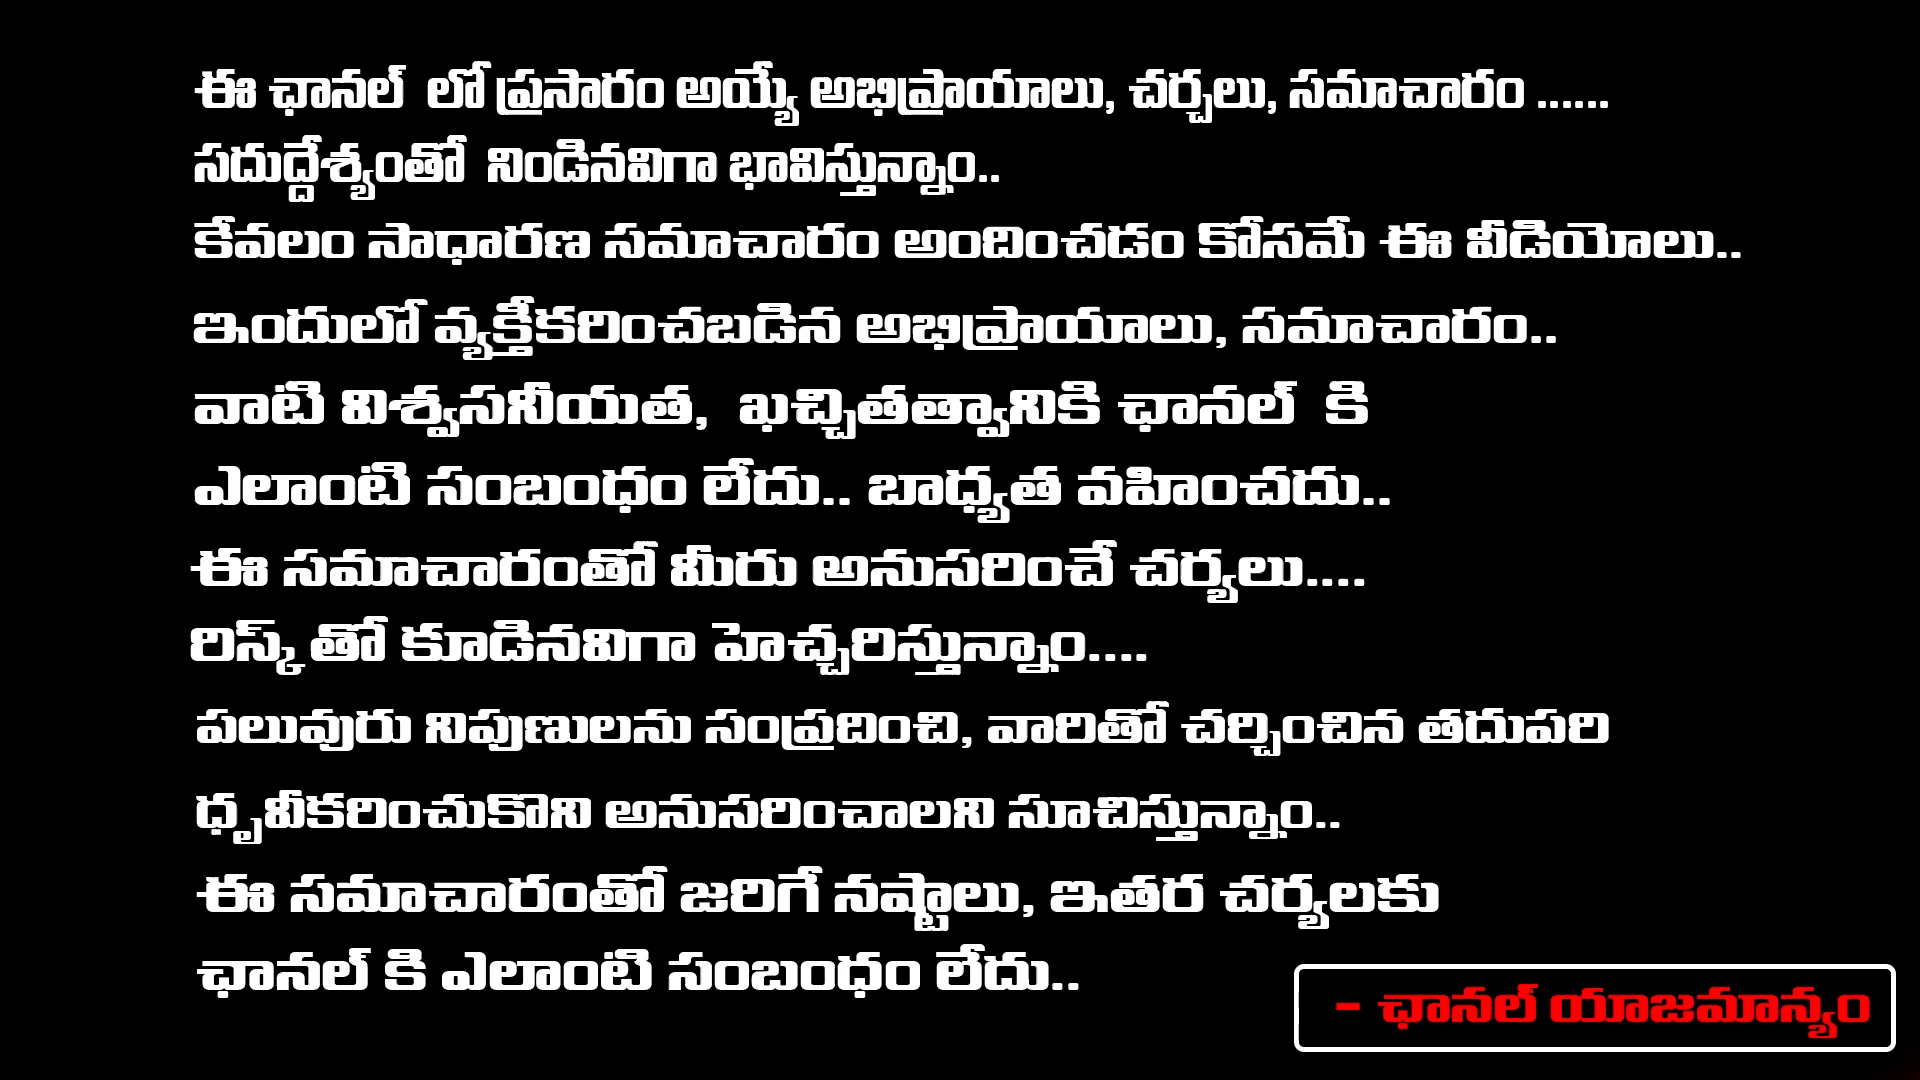 ఈ ఛానల్ లో ప్రసారం అయ్యే అభిప్రాయాలు, చర్చలు, సమాచారం ......
సదుద్దేశ్యంతో నిండినవిగా భావిస్తున్నాం..
కేవలం సాధారణ సమాచారం అందించడం కోసమే ఈ వీడియోలు..
ఇందులో వ్యక్తీకరించబడిన అభిప్రాయాలు, సమాచారం..
వాటి విశ్వసనీయత, ఖచ్చితత్వానికి ఛానల్ కి
ఎలాంటి సంబంధం లేదు.. బాధ్యత వహించదు..
ఈ సమాచారంతో మీరు అనుసరించే చర్యలు....
రిస్క్ తో కూడినవిగా హెచ్చరిస్తున్నాం....
పలువురు నిపుణులను సంప్రదించి, వారితో చర్చించిన తదుపరి
ధృవీకరించుకొని అనుసరించాలని సూచిస్తున్నాం..
ఈ సమాచారంతో జరిగే నష్టాలు, ఇతర చర్యలకు
ఛానల్ కి ఎలాంటి సంబంధం లేదు..
- ఛానల్ యాజమాన్యం